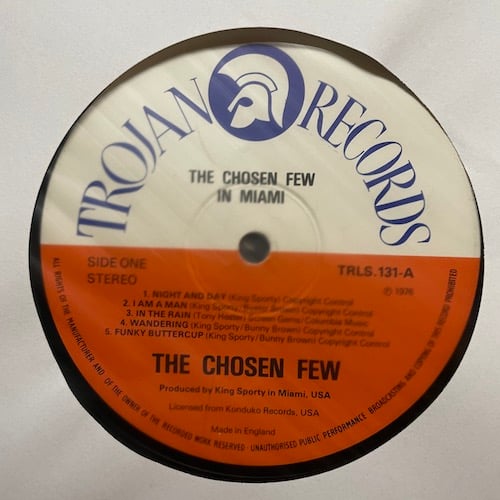 TROJAN RECORDS
THE CHOSEN FEW
IN MIAMI
SIDE ONE
STEREO
TRLS.131-A
℗ 1976
1. NIGHT AND DAY (King Sporty) Copyright Control
2. I AM A MAN (King Sporty/Bunny Brown) Copyright Control
3. IN THE RAIN (Tony Hester) Screen Gems/Columbia Music
4. WANDERING (King Sporty/Bunny Brown) Copyright Control
5. FUNKY BUTTERCUP (King Sporty/Bunny Brown) Copyright Control
THE CHOSEN FEW
Produced by King Sporty in Miami, USA
Licensed from Konduko Records, USA
Made in England
ALL RIGHTS OF THE MANUFACTURER AND OF THE OWNER OF THE RECORDED WORK RESERVED · UNAUTHORISED PUBLIC PERFORMANCE, BROADCASTING AND COPYING OF THIS RECORD PROHIBITED